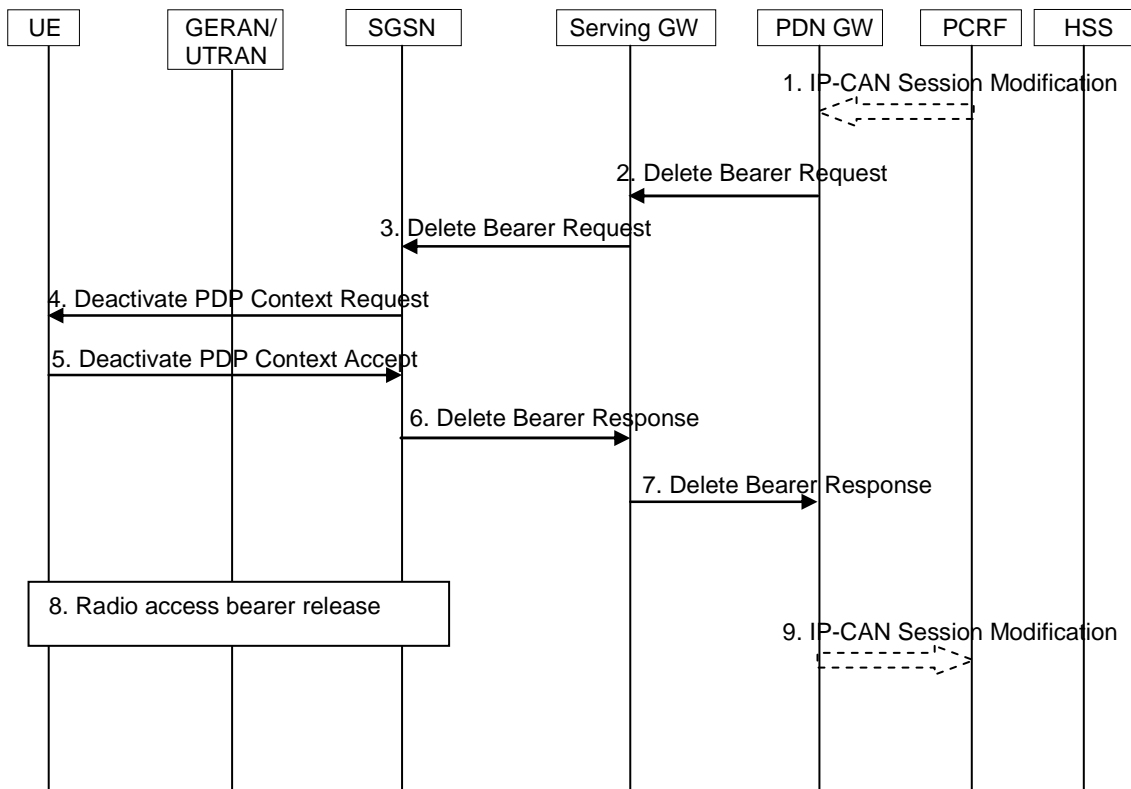 UE
GERAN/
UTRAN
SGSN
Serving GW
PDN GW
PCRF
HSS
1. IP-CAN Session Modification
2. Delete Bearer Request
3. Delete Bearer Request
4. Deactivate PDP Context Request
5. Deactivate PDP Context Accept
6. Delete Bearer Response
7. Delete Bearer Response
8. Radio access bearer release
9. IP-CAN Session Modification